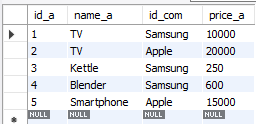 id_a name_a id_com price_a
1 TV Samsung 10000
2 TV Apple 20000
3 Kettle Samsung 250
4 Blender Samsung 600
5 Smartphone Apple 15000
NULL NULL NULL NULL